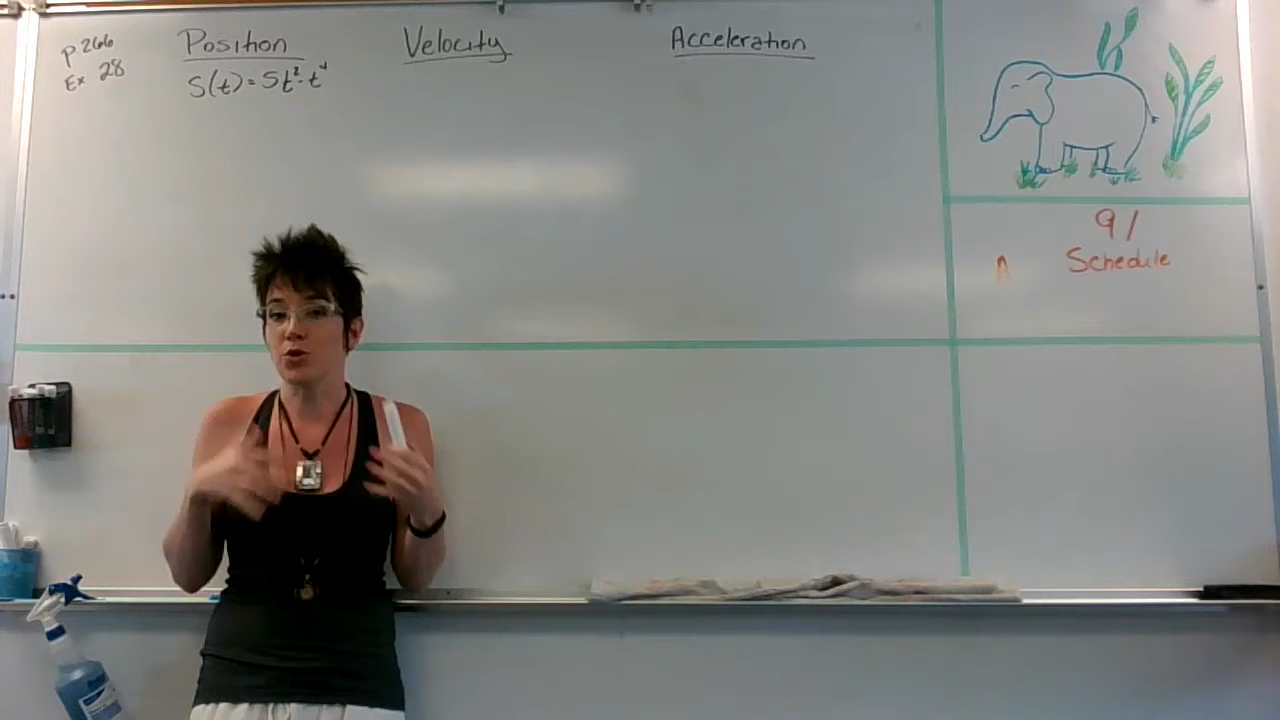 p 266
Ex 28
Position
S(t) = 5t² - t⁴
Velocity
Acceleration
9/
Schedule